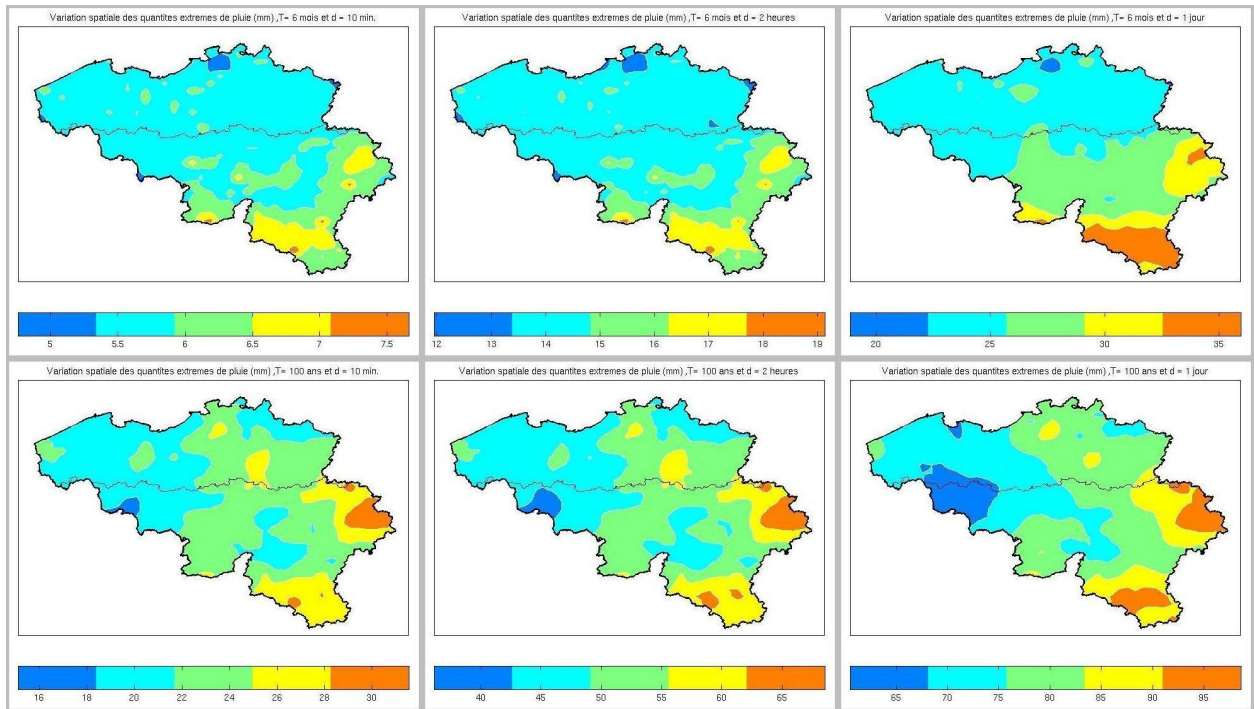 Variation spatiale des quantites extremes de pluie (mm) ,T= 6 mois et d = 10 min.
5 5.5 6 6.5 7 7.5
Variation spatiale des quantites extremes de pluie (mm) ,T= 6 mois et d = 2 heures
12 12 13 14 15 16 17 18 19
Variation spatiale des quantites extremes de pluie (mm) ,T= 6 mois et d = 1 jour
20 25 30 35
Variation spatiale des quantites extremes de pluie (mm) ,T= 100 ans et d = 10 min.
16 18 20 22 24 26 28 30
Variation spatiale des quantites extremes de pluie (mm) ,T= 100 ans et d = 2 heures
40 45 50 55 60 65
Variation spatiale des quantites extremes de pluie (mm) ,T= 100 ans et d = 1 jour
65 70 75 80 85 90 95